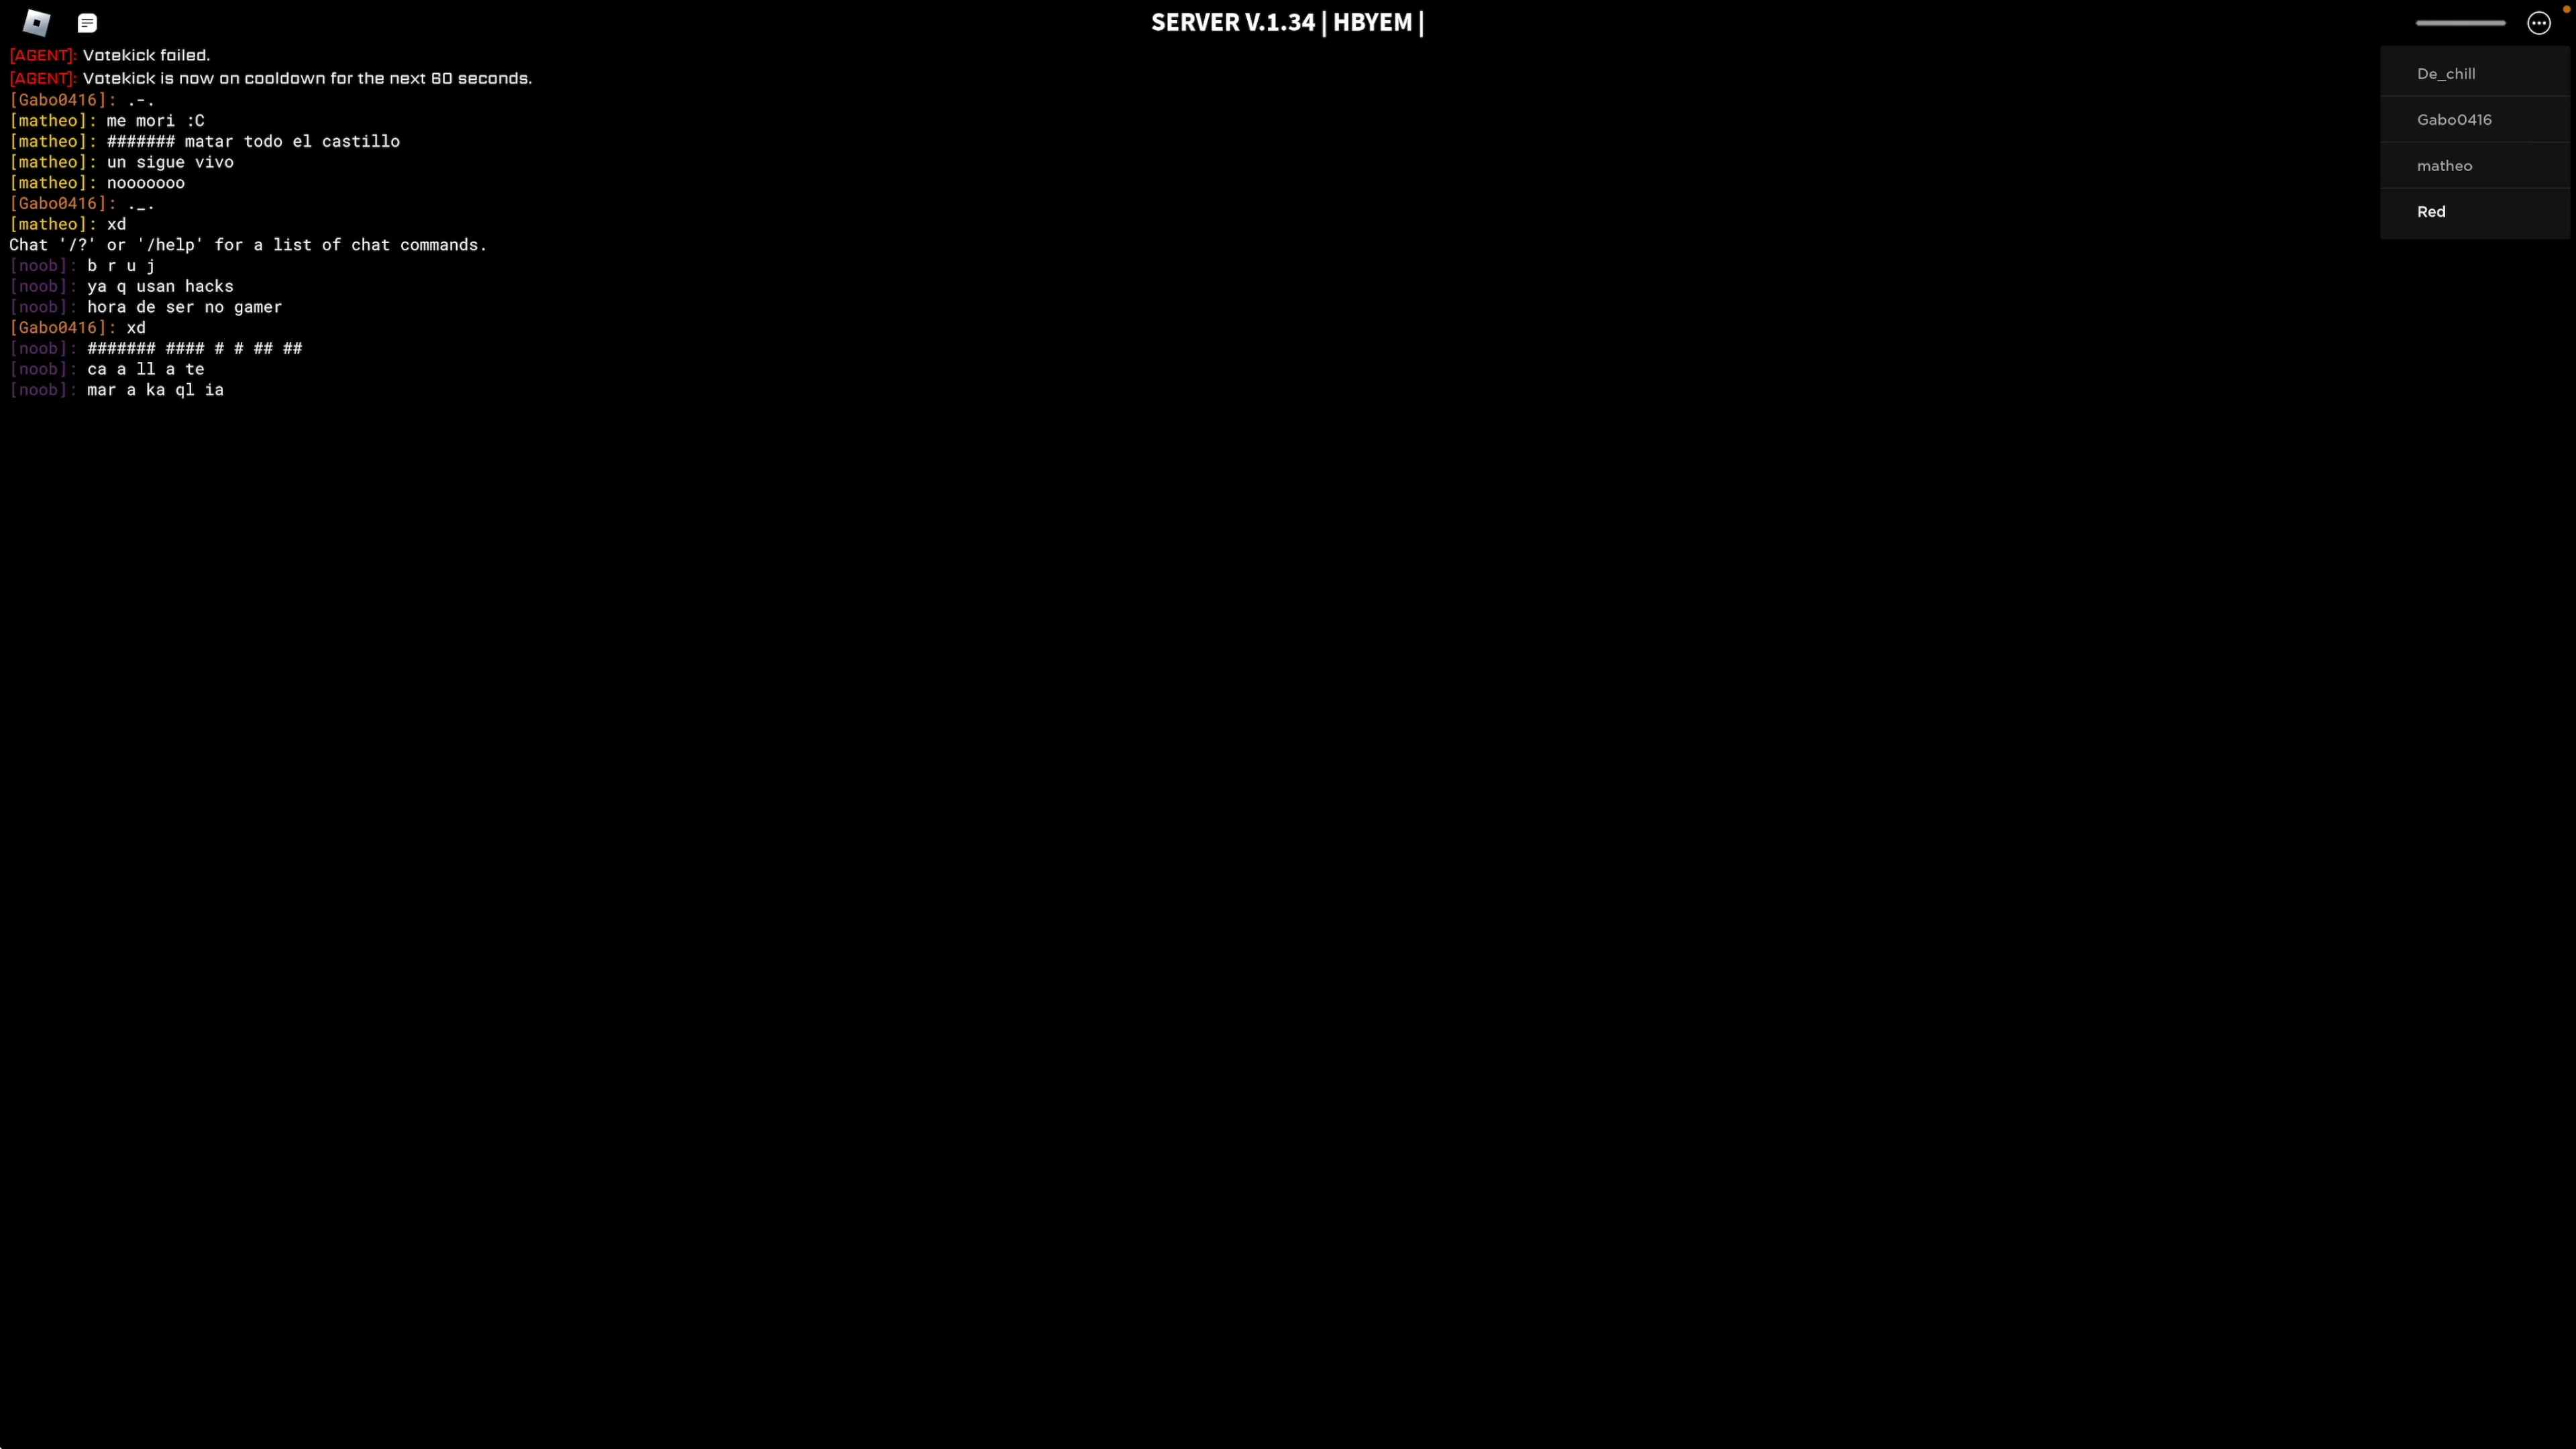 SERVER V.1.34 | HBYEM |
[AGENT]: Votekick failed.
[AGENT]: Votekick is now on cooldown for the next 60 seconds.
[Gabo0416]: .-.
[matheo]: me mori :C
[matheo]: ####### matar todo el castillo
[matheo]: un sigue vivo
[matheo]: nooooooo
[Gabo0416]: ._.
[matheo]: xd
Chat '/?' or '/help' for a list of chat commands.
[noob]: b r u j
[noob]: ya q usan hacks
[noob]: hora de ser no gamer
[Gabo0416]: xd
[noob]: ####### #### # # ## ##
[noob]: ca a ll a te
[noob]: mar a ka ql ia
De_chill
Gabo0416
matheo
Red